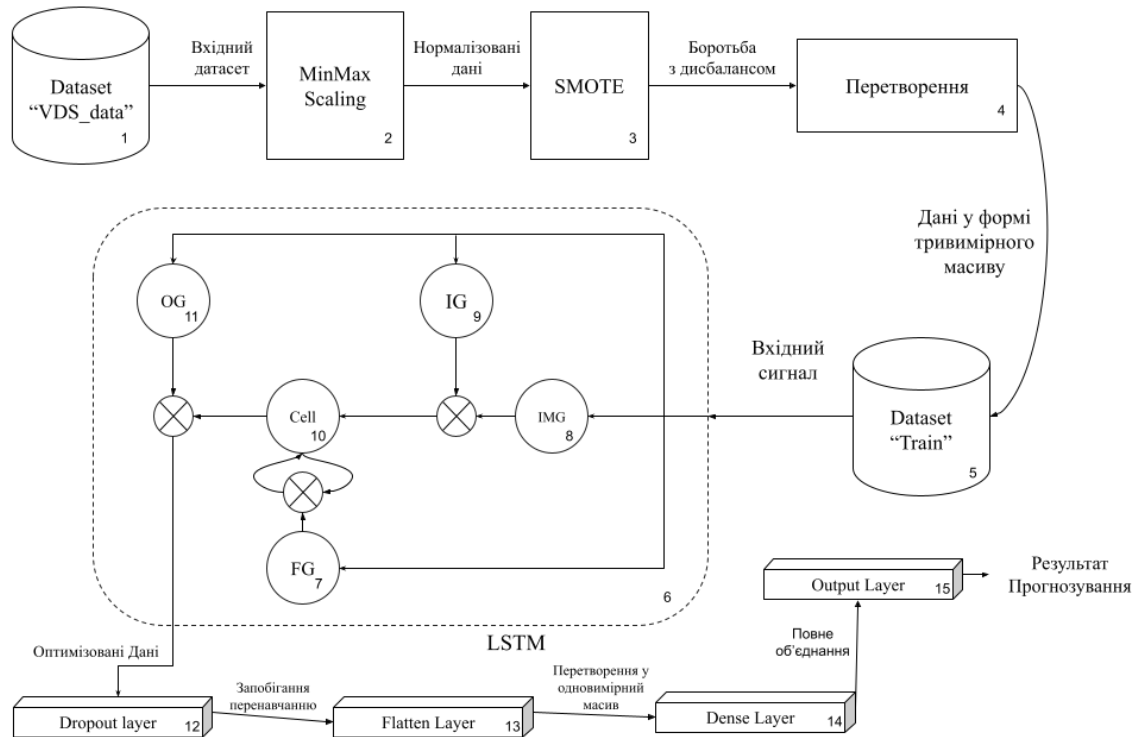 Dataset
“VDS_data”
1
Вхідний
датасет
MinMax
Scaling
2
Нормалізовані
дані
SMOTE
3
Боротьба
з дисбалансом
Перетворення
4
Дані у формі
тривимірного
масиву
OG
11
IG
9
Вхідний
сигнал
Cell
10
IMG
8
Dataset
“Train”
5
FG
7
6
LSTM
Output Layer
15
Результат
Прогнозування
Оптимізовані Дані
Повне
об’єднання
Dropout layer
12
Запобігання
перенавчанню
Flatten Layer
13
Перетворення у
одновимірний
масив
Dense Layer
14